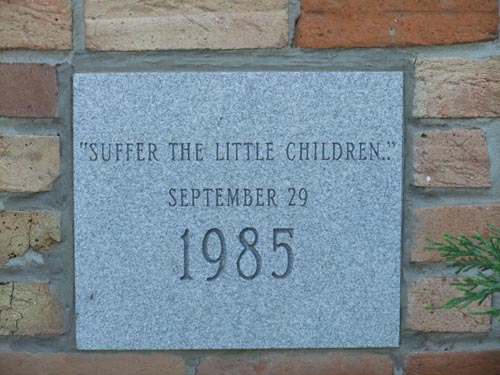 "SUFFER THE LITTLE CHILDREN.."
SEPTEMBER 29
1985